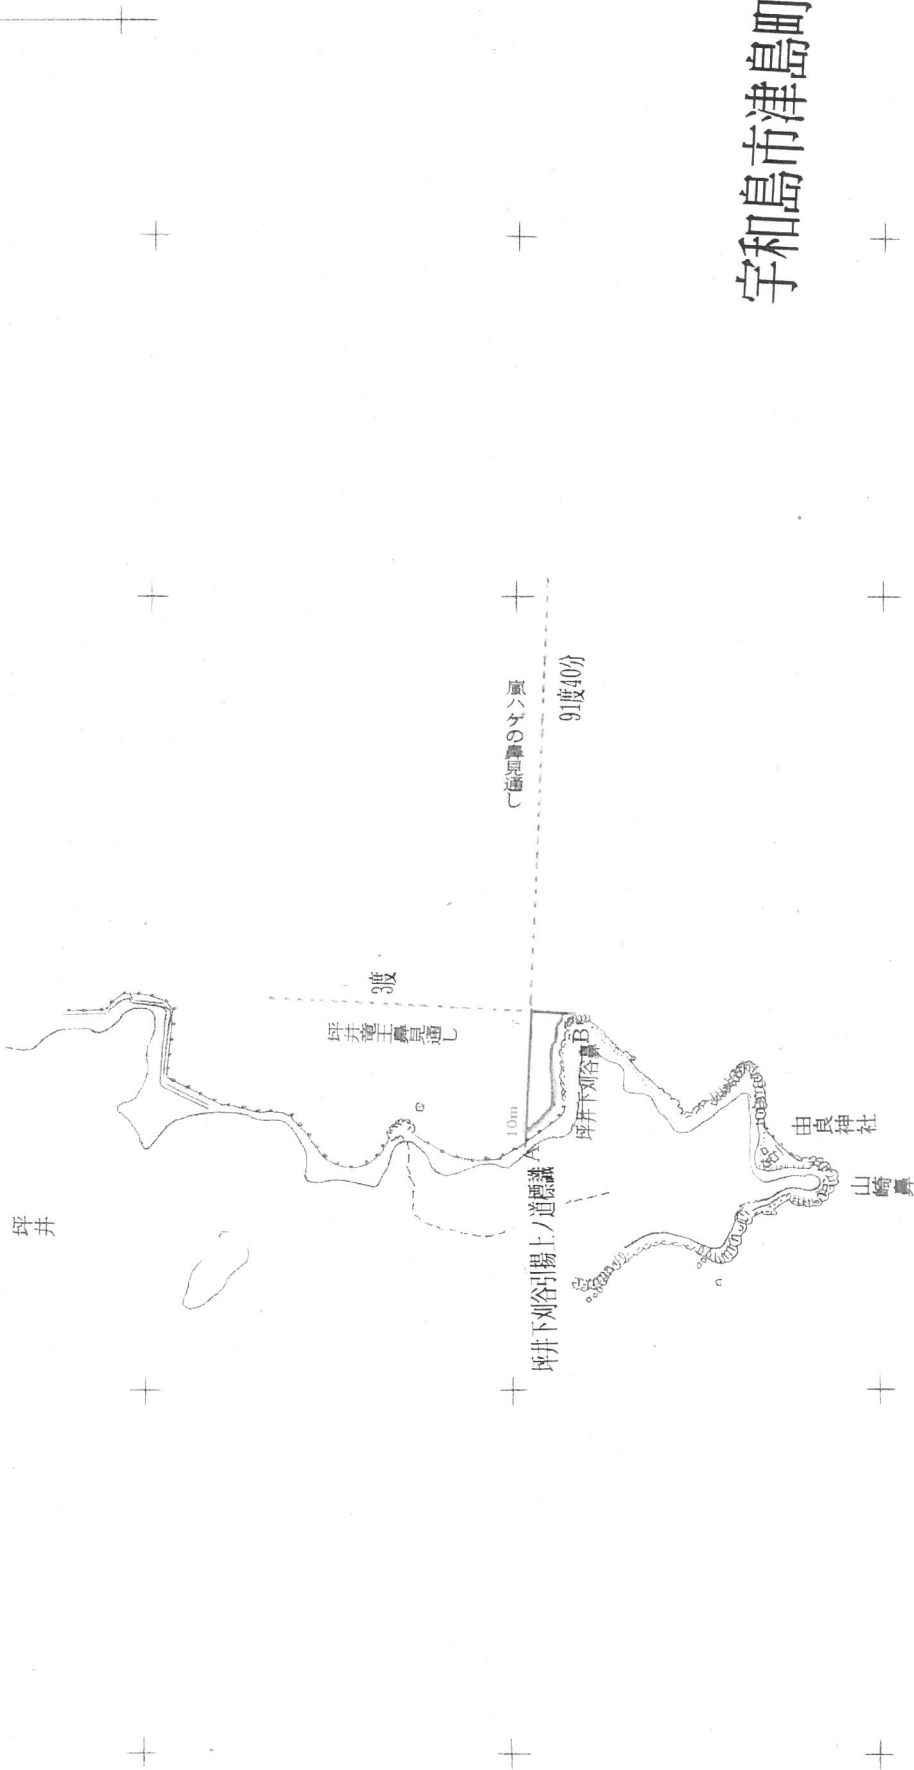 宇和島市津島町
坪井
3度
坪井竜王鼻見通し
嵐ハゲの鼻見通し
91度40分
10m
ア
A
B
坪井下刈谷鼻
坪井下刈谷引揚上ノ道標識
由良神社
山崎鼻